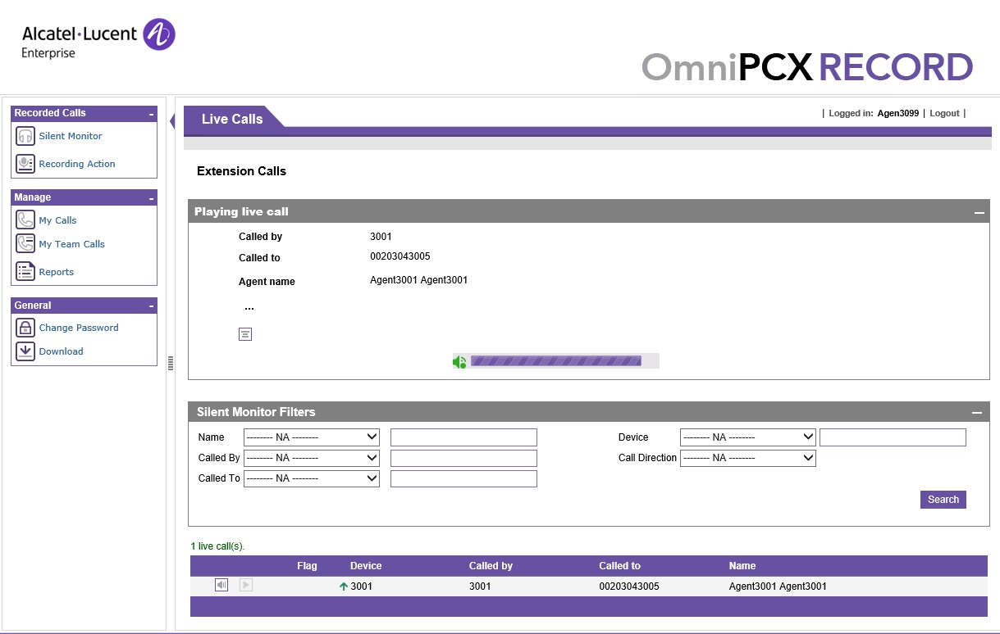 Alcatel·Lucent
Enterprise
OmniPCX RECORD
Recorded Calls -
Silent Monitor
Recording Action
Manage -
My Calls
My Team Calls
Reports
General -
Change Password
Download
Live Calls
| Logged in: Agen3099 | Logout |
Extension Calls
Playing live call
Called by 3001
Called to 00203043005
Agent name Agent3001 Agent3001
...
Silent Monitor Filters
Name -------- NA -------- Device -------- NA --------
Called By -------- NA -------- Call Direction -------- NA --------
Called To -------- NA --------
Search
1 live call(s).
Flag Device Called by Called to Name
3001 3001 00203043005 Agent3001 Agent3001